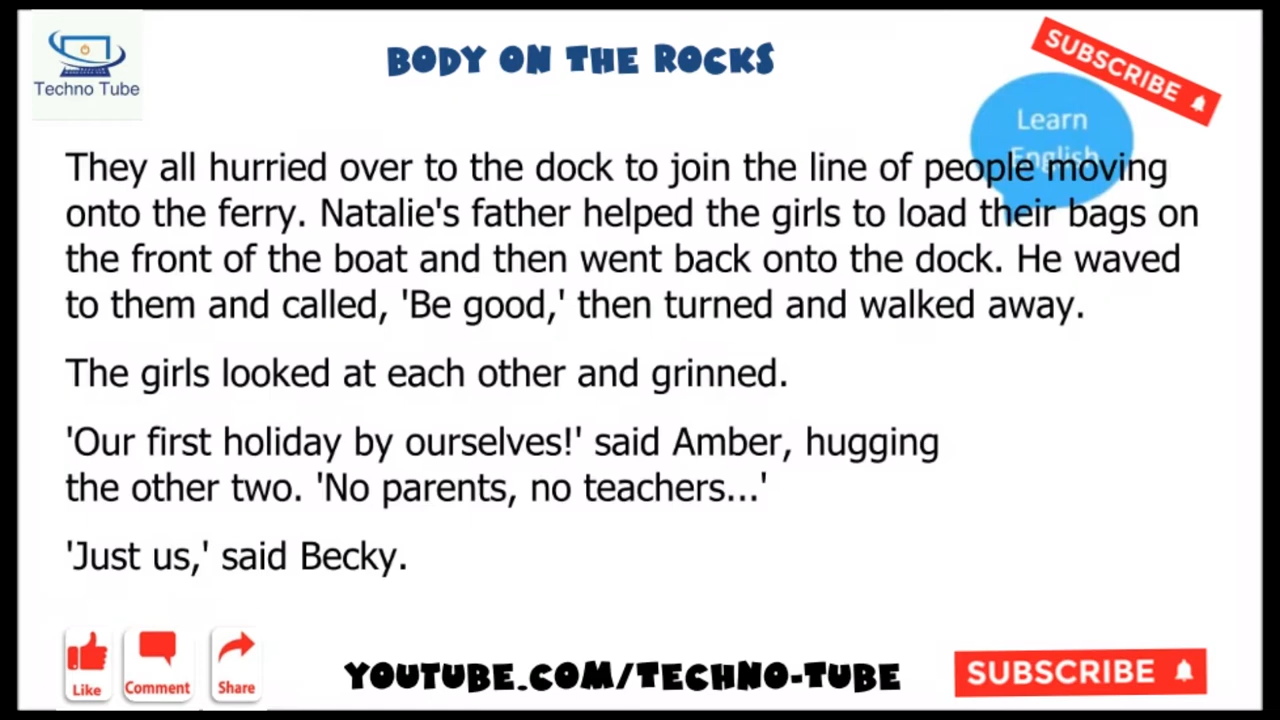 Techno Tube
BODY ON THE ROCKS
SUBSCRIBE
Learn
English
They all hurried over to the dock to join the line of people moving
onto the ferry. Natalie's father helped the girls to load their bags on
the front of the boat and then went back onto the dock. He waved
to them and called, 'Be good,' then turned and walked away.
The girls looked at each other and grinned.
'Our first holiday by ourselves!' said Amber, hugging
the other two. 'No parents, no teachers...'
'Just us,' said Becky.
Like
Comment
Share
YOUTUBE.COM/TECHNO-TUBE
SUBSCRIBE